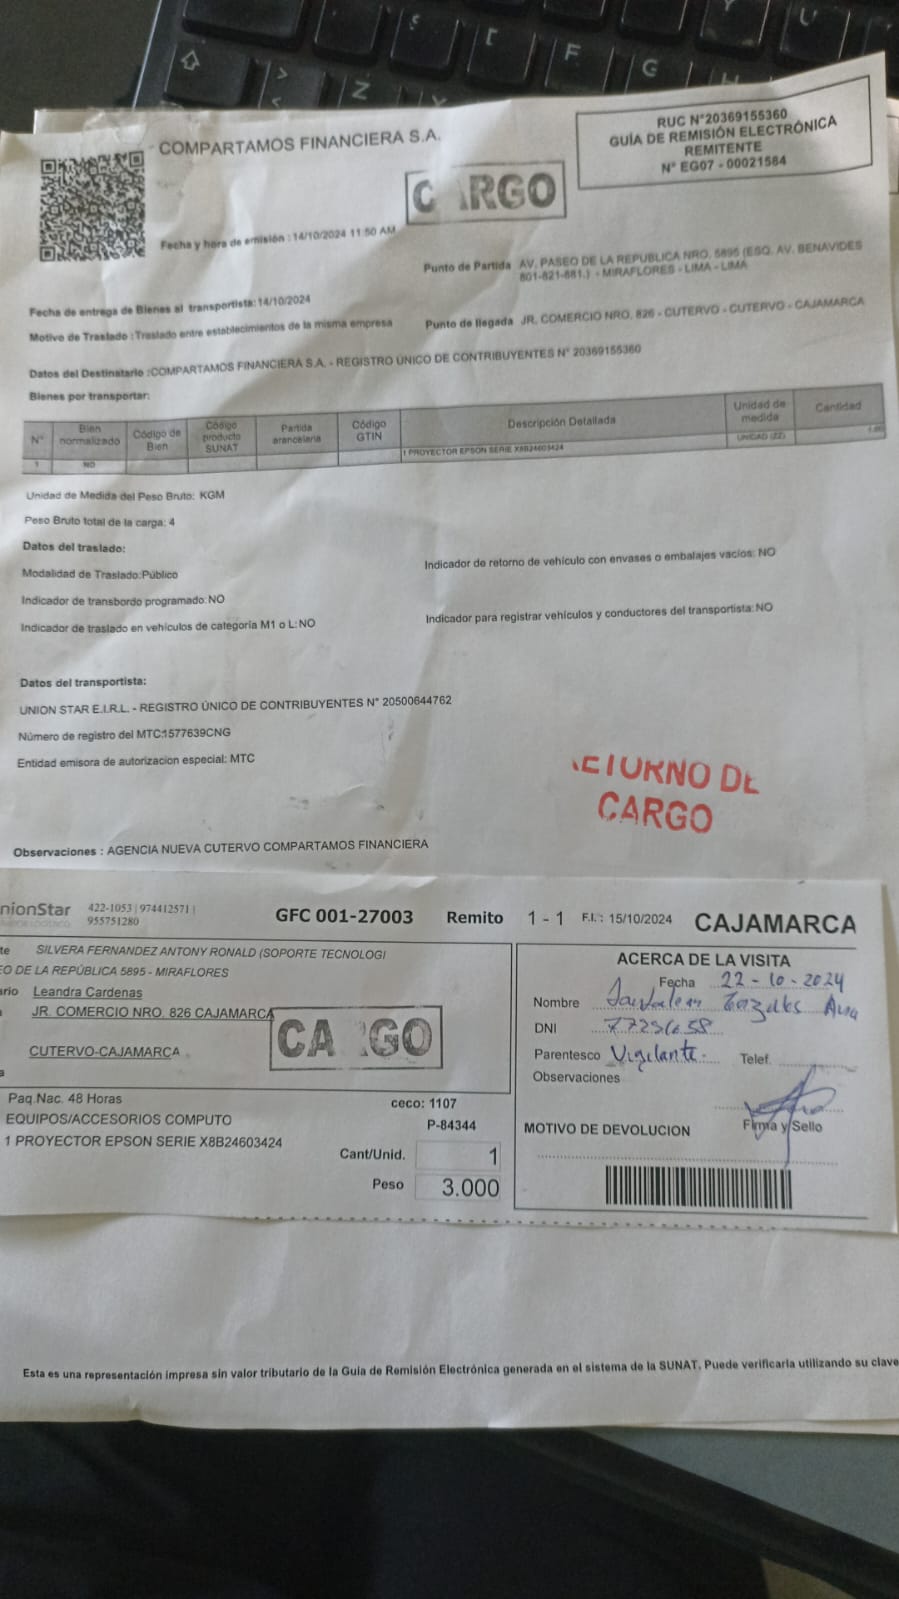 COMPARTAMOS FINANCIERA S.A.
RUC N°20369155360
GUÍA DE REMISIÓN ELECTRÓNICA
REMITENTE
N° EG07 - 00021584
CARGO
Fecha y hora de emisión : 14/10/2024 11:50 AM
Punto de Partida AV. PASEO DE LA REPUBLICA NRO. 5895 (ESQ. AV. BENAVIDES
801-821-881.) - MIRAFLORES - LIMA - LIMA
Fecha de entrega de Bienes al transportista: 14/10/2024
Motivo de Traslado : Traslado entre establecimientos de la misma empresa
Punto de llegada JR. COMERCIO NRO. 826 - CUTERVO - CUTERVO - CAJAMARCA
Datos del Destinatario :COMPARTAMOS FINANCIERA S.A. - REGISTRO ÚNICO DE CONTRIBUYENTES N° 20369155360
Bienes por transportar:
N° Bien normalizado Código de Bien Código producto SUNAT Partida arancelaria Código GTIN Descripción Detallada Unidad de medida Cantidad
1 NO 1 PROYECTOR EPSON SERIE X8B24603424 UNIDAD (ZZ)
Unidad de Medida del Peso Bruto: KGM
Peso Bruto total de la carga: 4
Datos del traslado:
Modalidad de Traslado:Público
Indicador de retorno de vehículo con envases o embalajes vacíos: NO
Indicador de transbordo programado:NO
Indicador para registrar vehículos y conductores del transportista:NO
Indicador de traslado en vehículos de categoría M1 o L:NO
Datos del transportista:
UNION STAR E.I.R.L. - REGISTRO ÚNICO DE CONTRIBUYENTES N° 20500644762
Número de registro del MTC:1577639CNG
Entidad emisora de autorizacion especial: MTC
RETORNO DE
CARGO
Observaciones : AGENCIA NUEVA CUTERVO COMPARTAMOS FINANCIERA
nionStar 422-1053 | 974412571 |
955751280
GFC 001-27003 Remito 1 - 1 F.I.: 15/10/2024 CAJAMARCA
te SILVERA FERNANDEZ ANTONY RONALD (SOPORTE TECNOLOGI
EO DE LA REPÚBLICA 5895 - MIRAFLORES
ario Leandra Cardenas
JR. COMERCIO NRO. 826 CAJAMARCA
CARGO
CUTERVO-CAJAMARCA
Paq.Nac. 48 Horas
ceco: 1107
EQUIPOS/ACCESORIOS COMPUTO
P-84344
1 PROYECTOR EPSON SERIE X8B24603424
Cant/Unid. 1
Peso 3.000
ACERCA DE LA VISITA
Fecha 22-10-2024
Nombre
DNI
Parentesco Vigilante. Telef.
Observaciones
Firma y Sello
MOTIVO DE DEVOLUCION
Esta es una representación impresa sin valor tributario de la Guia de Remisión Electrónica generada en el sistema de la SUNAT. Puede verificarla utilizando su clave